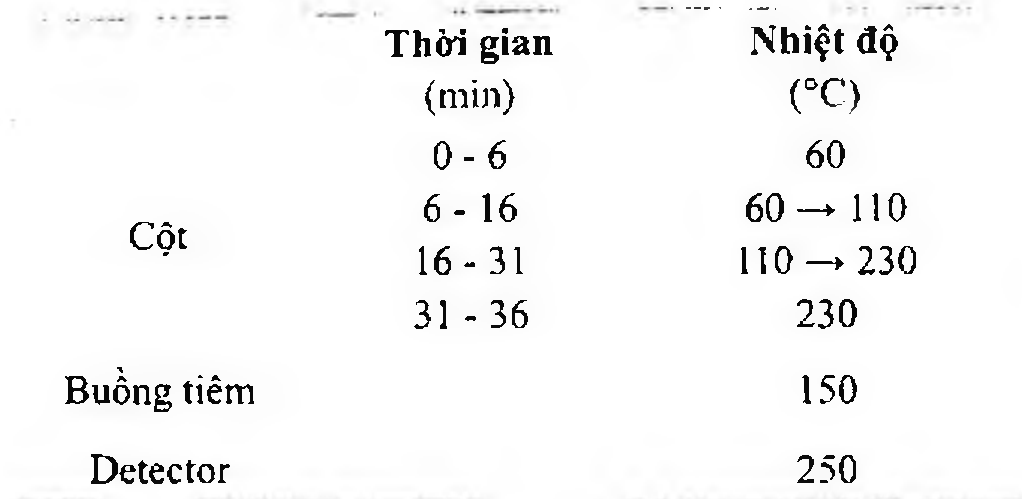 Thời gian Nhiệt độ
(min) (°C)
0 - 6 60
6 - 16 60 → 110
Cột
16 - 31 110 → 230
31 - 36 230
Buồng tiêm 150
Detector 250